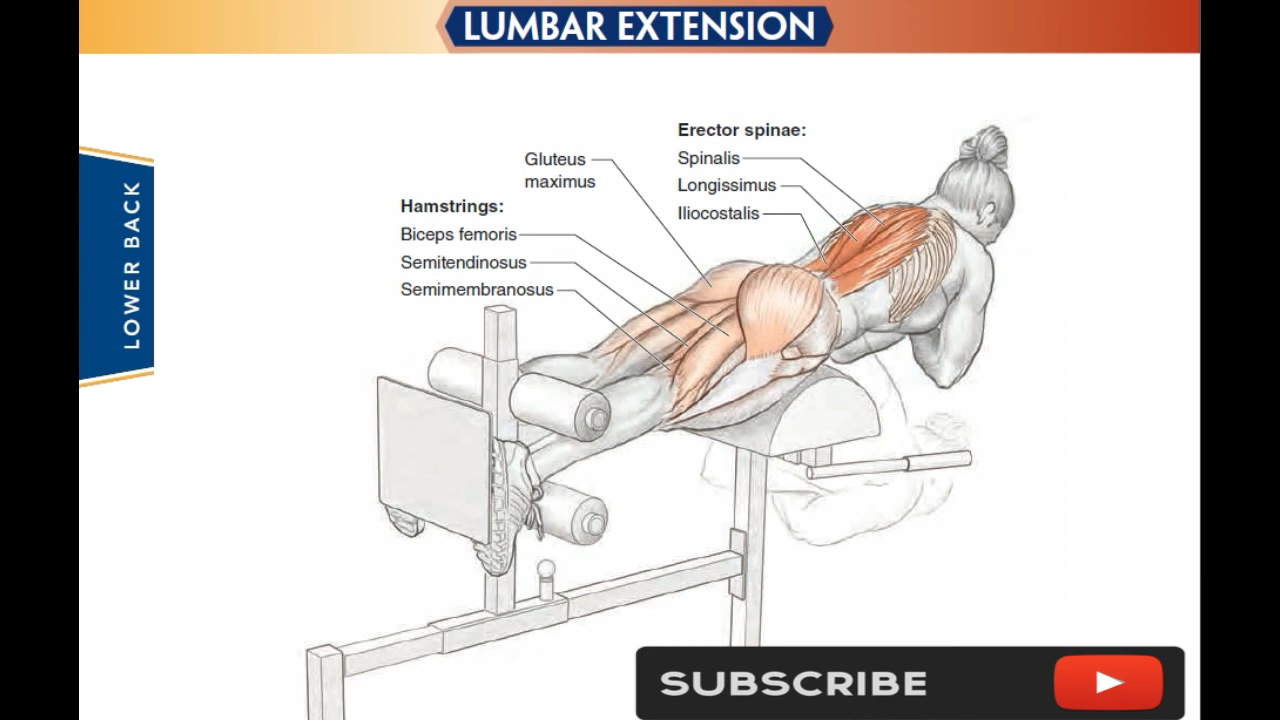 LUMBAR EXTENSION
LOWER BACK
Erector spinae:
Spinalis
Longissimus
Iliocostalis
Gluteus
maximus
Hamstrings:
Biceps femoris
Semitendinosus
Semimembranosus
SUBSCRIBE